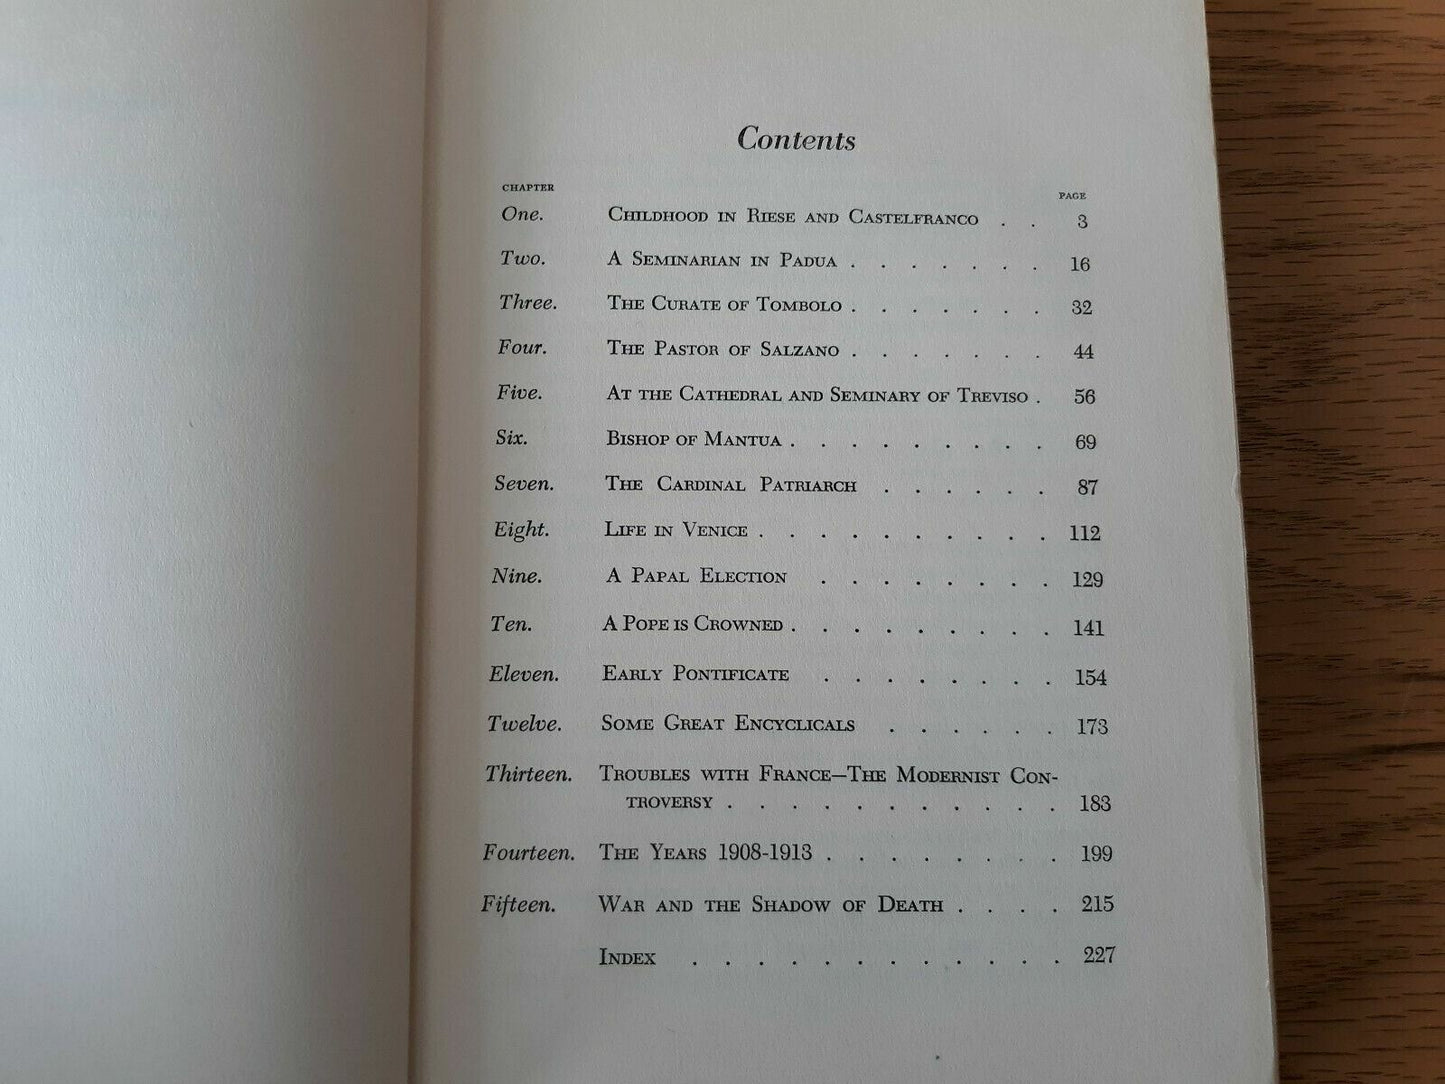 Contents
CHAPTER PAGE
One. CHILDHOOD IN RIESE AND CASTELFRANCO . . 3
Two. A SEMINARIAN IN PADUA . . . . . . . 16
Three. THE CURATE OF TOMBOLO . . . . . . . 32
Four. THE PASTOR OF SALZANO . . . . . . . 44
Five. AT THE CATHEDRAL AND SEMINARY OF TREVISO . 56
Six. BISHOP OF MANTUA . . . . . . . . . 69
Seven. THE CARDINAL PATRIARCH . . . . . . 87
Eight. LIFE IN VENICE . . . . . . . . . . 112
Nine. A PAPAL ELECTION . . . . . . . . 129
Ten. A POPE IS CROWNED . . . . . . . . . 141
Eleven. EARLY PONTIFICATE . . . . . . . . 154
Twelve. SOME GREAT ENCYCLICALS . . . . . . 173
Thirteen. TROUBLES WITH FRANCE—THE MODERNIST CON-
TROVERSY . . . . . . . . . . . 183
Fourteen. THE YEARS 1908-1913 . . . . . . . . 199
Fifteen. WAR AND THE SHADOW OF DEATH . . . . 215
INDEX . . . . . . . . . . . . 227